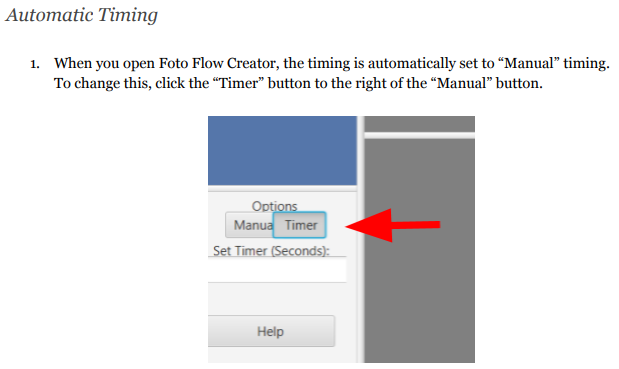 Automatic Timing
1. When you open Foto Flow Creator, the timing is automatically set to “Manual” timing.
To change this, click the “Timer” button to the right of the “Manual” button.
Options
Manua Timer
Set Timer (Seconds):
Help